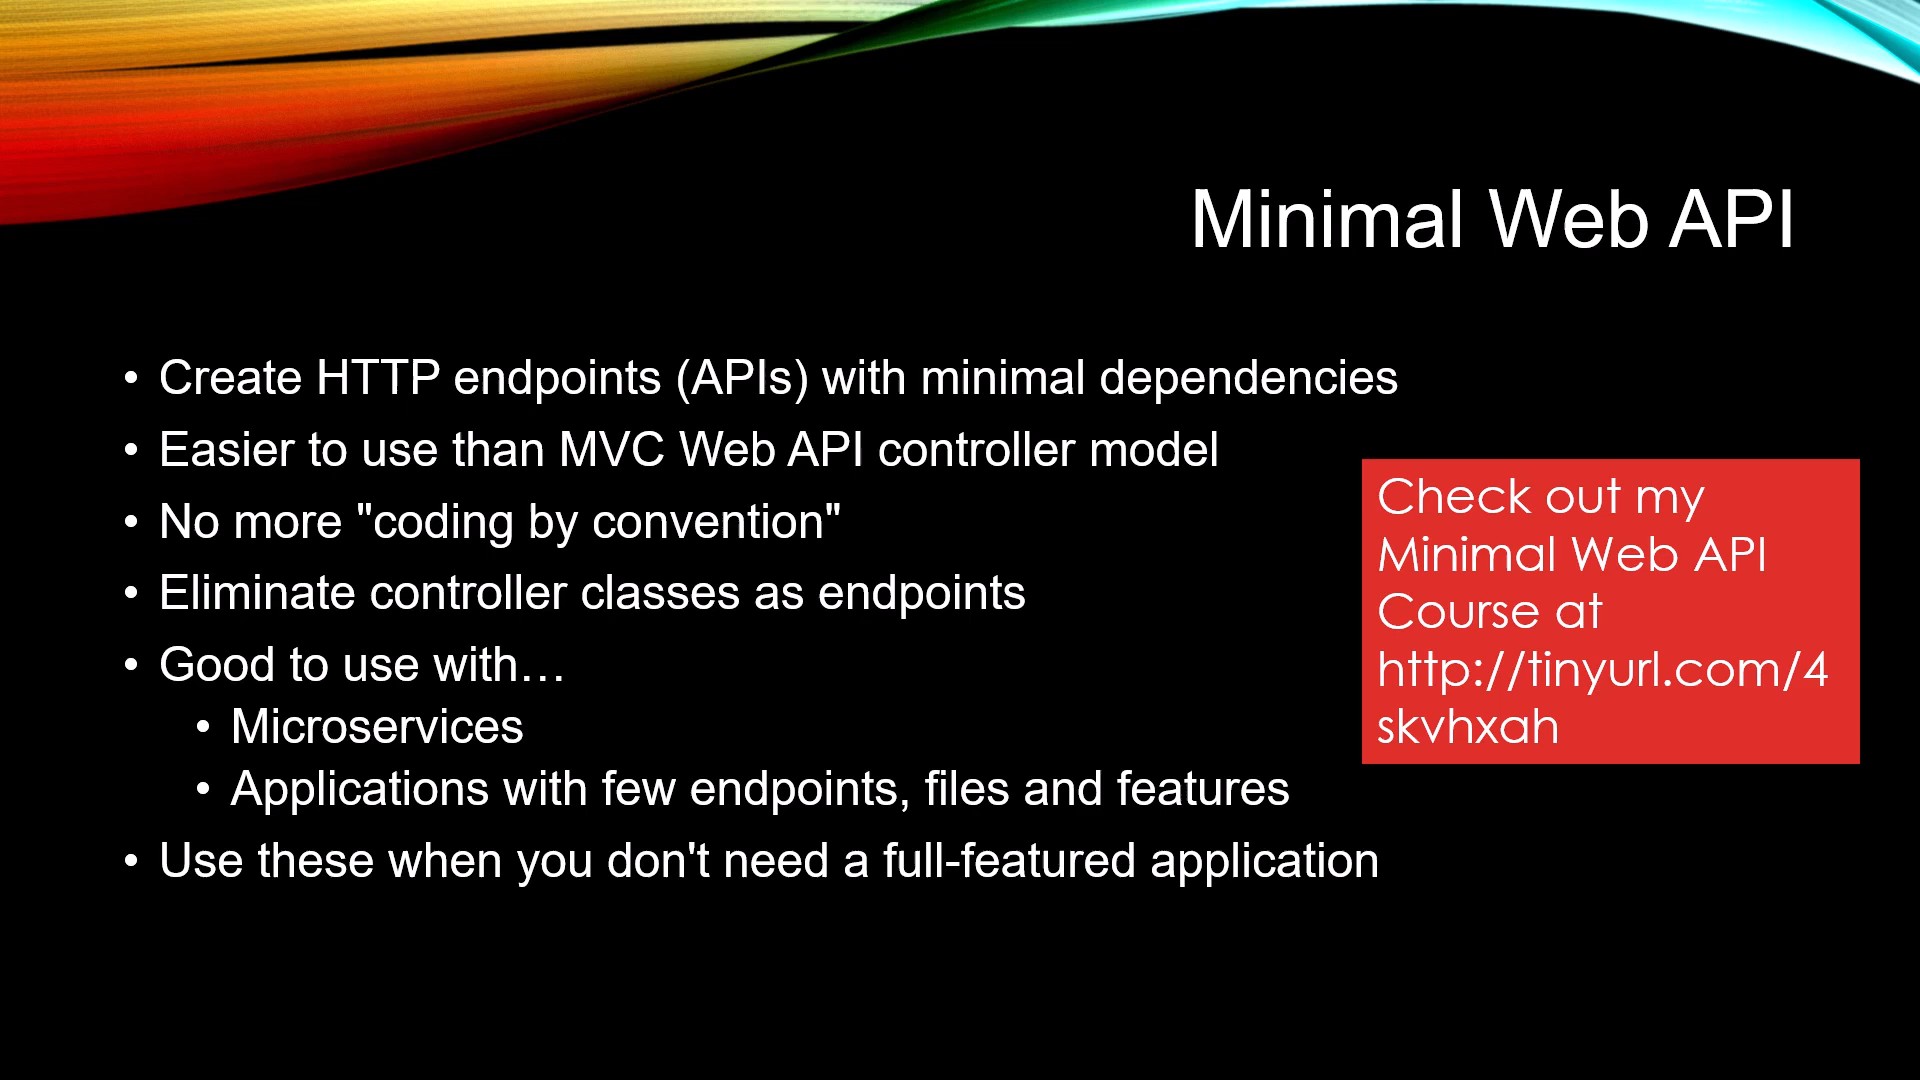 Minimal Web API
• Create HTTP endpoints (APIs) with minimal dependencies
• Easier to use than MVC Web API controller model
• No more "coding by convention"
• Eliminate controller classes as endpoints
• Good to use with…
• Microservices
• Applications with few endpoints, files and features
• Use these when you don't need a full-featured application
Check out my
Minimal Web API
Course at
http://tinyurl.com/4
skvhxah